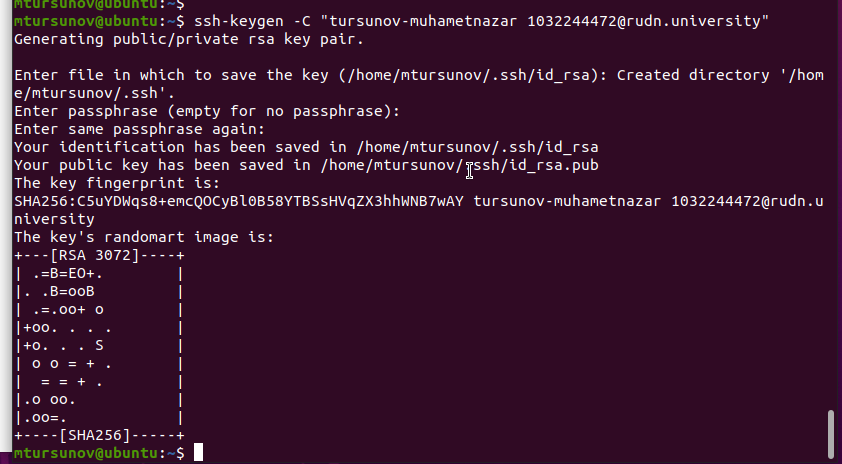 mtursunov@ubuntu:~$
mtursunov@ubuntu:~$ ssh-keygen -C "tursunov-muhametnazar 1032244472@rudn.university"
Generating public/private rsa key pair.

Enter file in which to save the key (/home/mtursunov/.ssh/id_rsa): Created directory '/hom
e/mtursunov/.ssh'.
Enter passphrase (empty for no passphrase):
Enter same passphrase again:
Your identification has been saved in /home/mtursunov/.ssh/id_rsa
Your public key has been saved in /home/mtursunov/.ssh/id_rsa.pub
The key fingerprint is:
SHA256:C5uYDWqs8+emcQOCyBl0B58YTBSsHVqZX3hhWNB7wAY tursunov-muhametnazar 1032244472@rudn.u
niversity
The key's randomart image is:
+---[RSA 3072]----+
| .=B=EO+.        |
|. .B=ooB         |
| .=.oo+ o        |
|+oo. . . .       |
|+o. . . S        |
| o o = + .       |
|  = = + .        |
|.o oo.           |
|.oo=.            |
+----[SHA256]-----+
mtursunov@ubuntu:~$